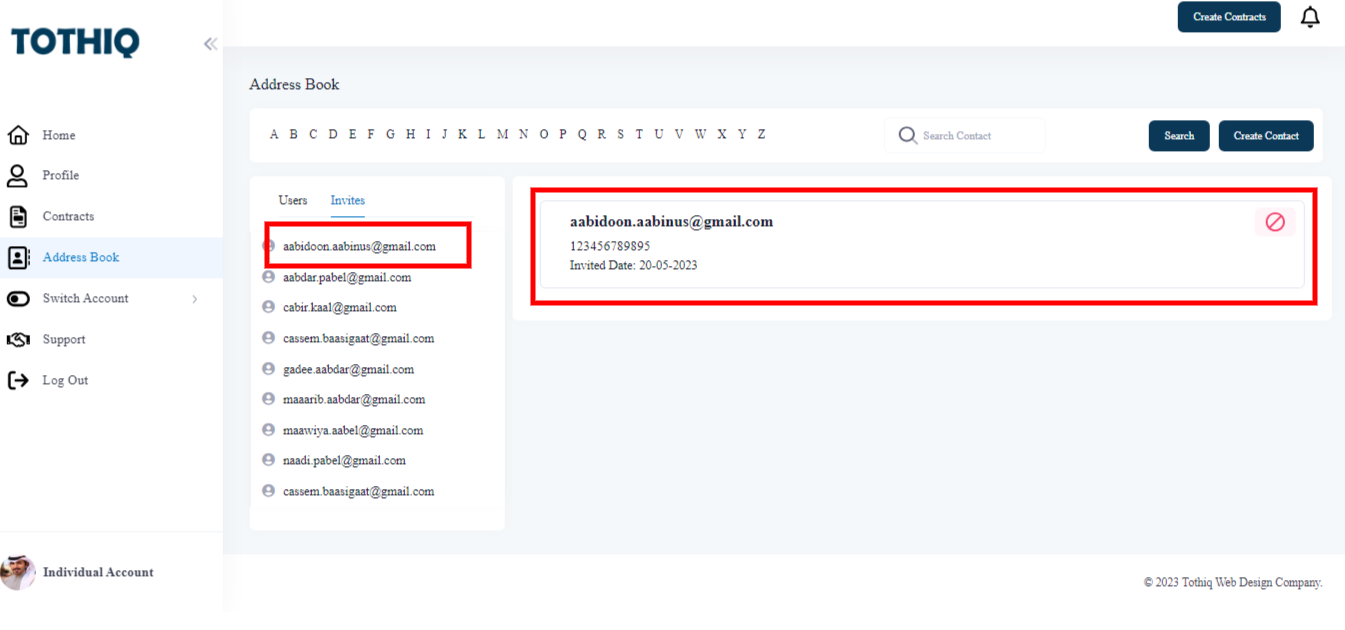 TOTHIQ
Create Contracts
Home
Profile
Contracts
Address Book
Switch Account
Support
Log Out
Individual Account
Address Book
A B C D E F G H I J K L M N O P Q R S T U V W X Y Z
Search Contact
Search
Create Contact
Users Invites
aabidoon.aabinus@gmail.com
aabdar.pabel@gmail.com
cabir.kaal@gmail.com
cassem.baasigaat@gmail.com
gadee.aabdar@gmail.com
maaarib.aabdar@gmail.com
maawiya.aabel@gmail.com
naadi.pabel@gmail.com
cassem.baasigaat@gmail.com
aabidoon.aabinus@gmail.com
123456789895
Invited Date: 20-05-2023
© 2023 Tothiq Web Design Company.